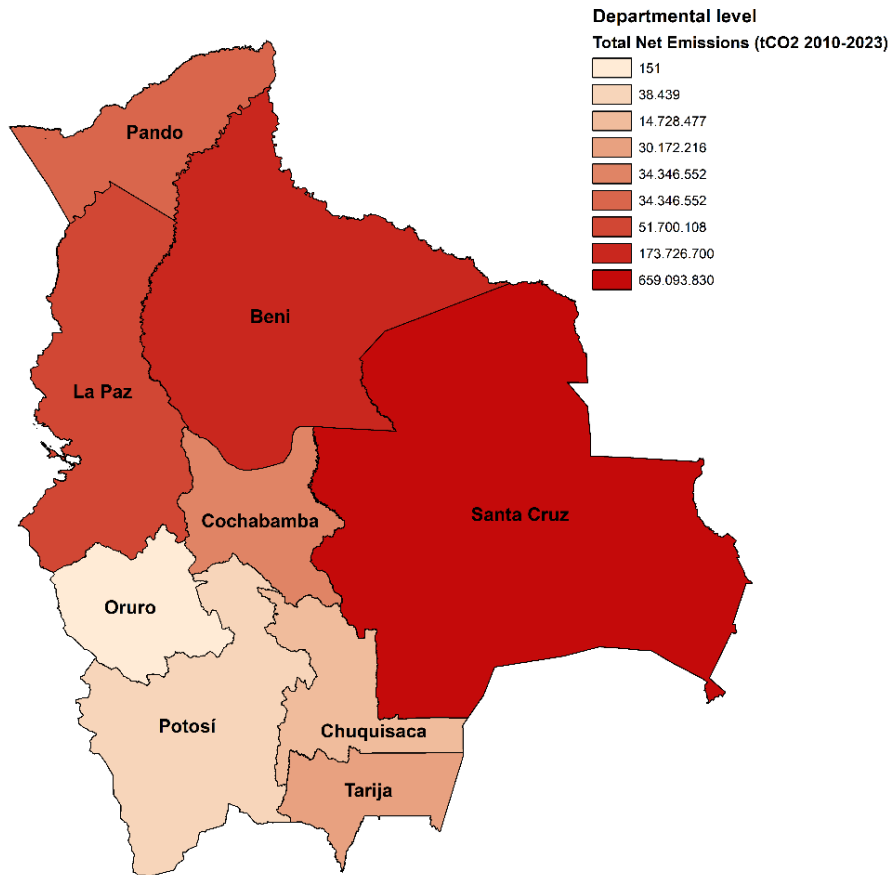 Departmental level
Total Net Emissions (tCO2 2010-2023)
151
38.439
14.728.477
30.172.216
34.346.552
34.346.552
51.700.108
173.726.700
659.093.830
Pando
Beni
La Paz
Santa Cruz
Cochabamba
Oruro
Potosí
Chuquisaca
Tarija